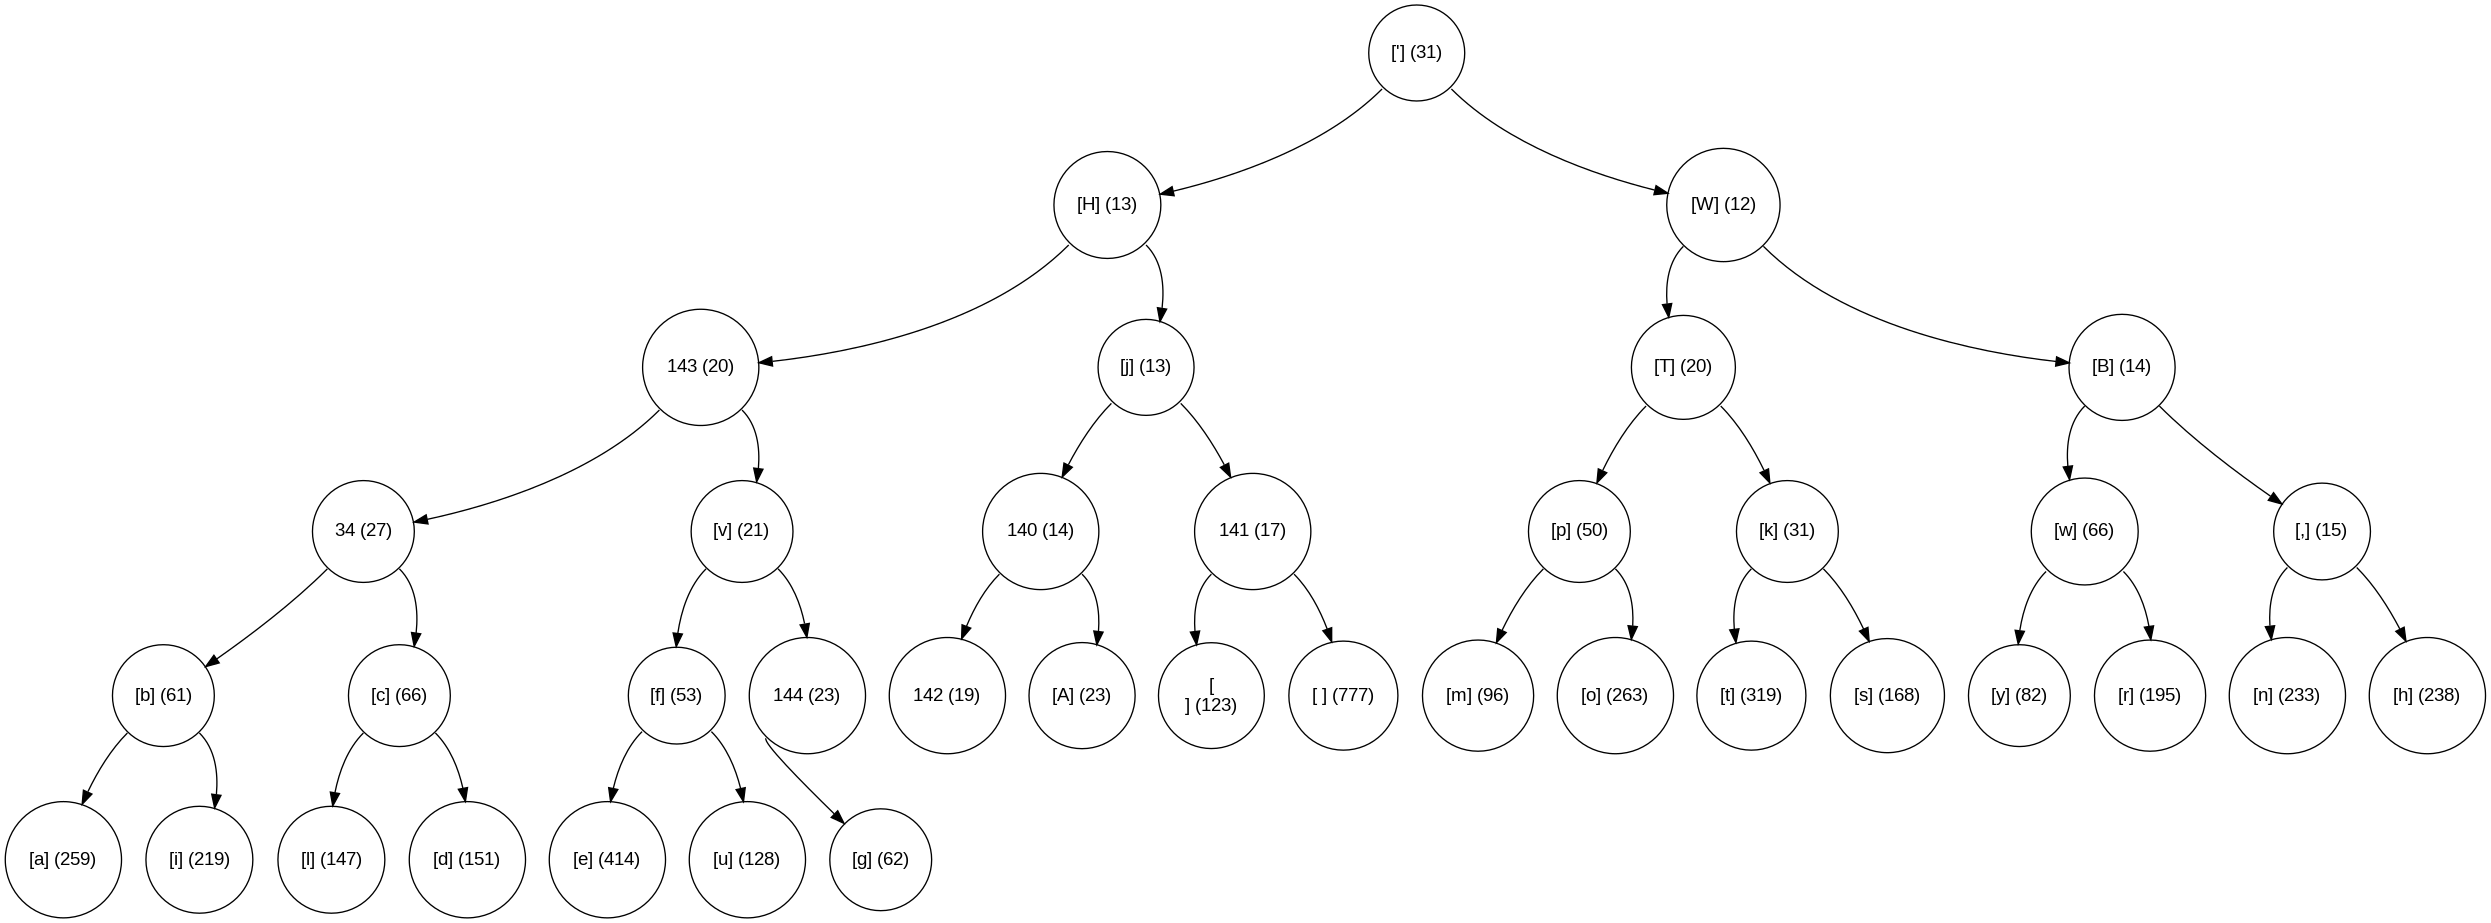 ['] (31)
[H] (13)
[W] (12)
143 (20)
[j] (13)
[T] (20)
[B] (14)
34 (27)
[v] (21)
140 (14)
141 (17)
[p] (50)
[k] (31)
[w] (66)
[,] (15)
[b] (61)
[c] (66)
[f] (53)
144 (23)
142 (19)
[A] (23)
[
] (123)
[ ] (777)
[m] (96)
[o] (263)
[t] (319)
[s] (168)
[y] (82)
[r] (195)
[n] (233)
[h] (238)
[a] (259)
[i] (219)
[l] (147)
[d] (151)
[e] (414)
[u] (128)
[g] (62)